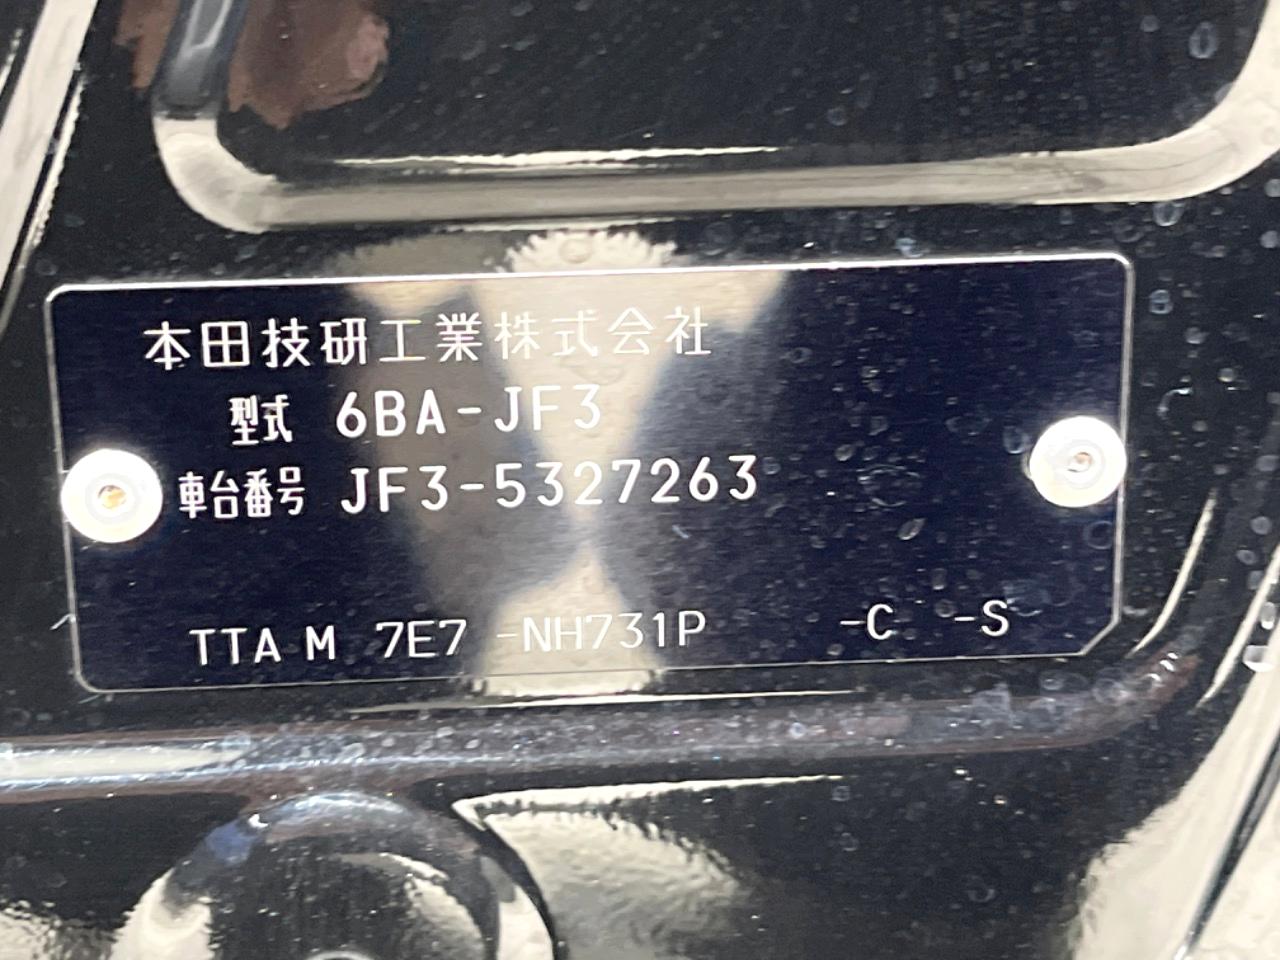 本田技研工業株式会社
型式 6BA-JF3
車台番号 JF3-5327263
TTA M 7E7 -NH731P -C -S